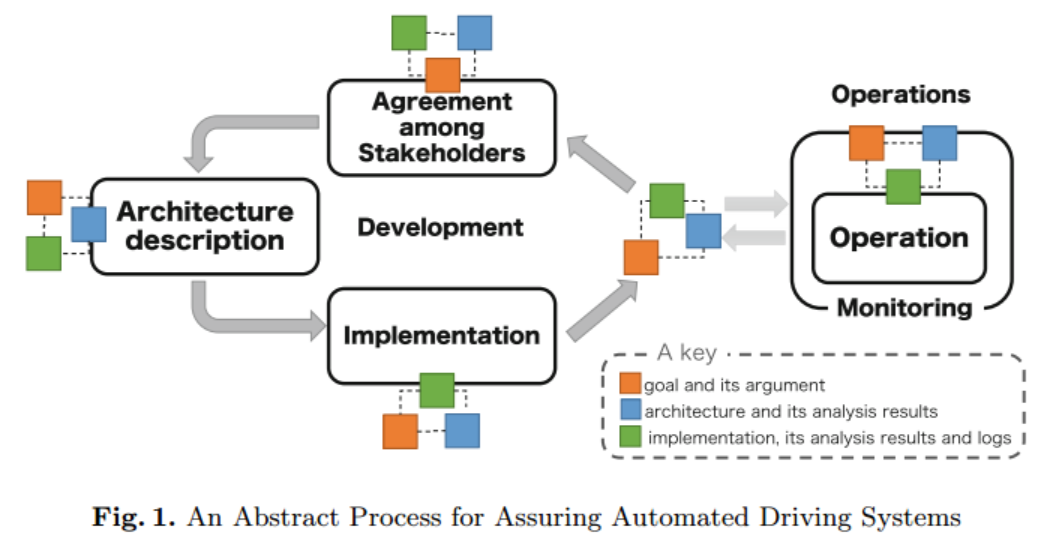 Agreement
among
Stakeholders
Operations
Architecture
description
Development
Operation
Monitoring
Implementation
A key
goal and its argument
architecture and its analysis results
implementation, its analysis results and logs
Fig. 1. An Abstract Process for Assuring Automated Driving Systems